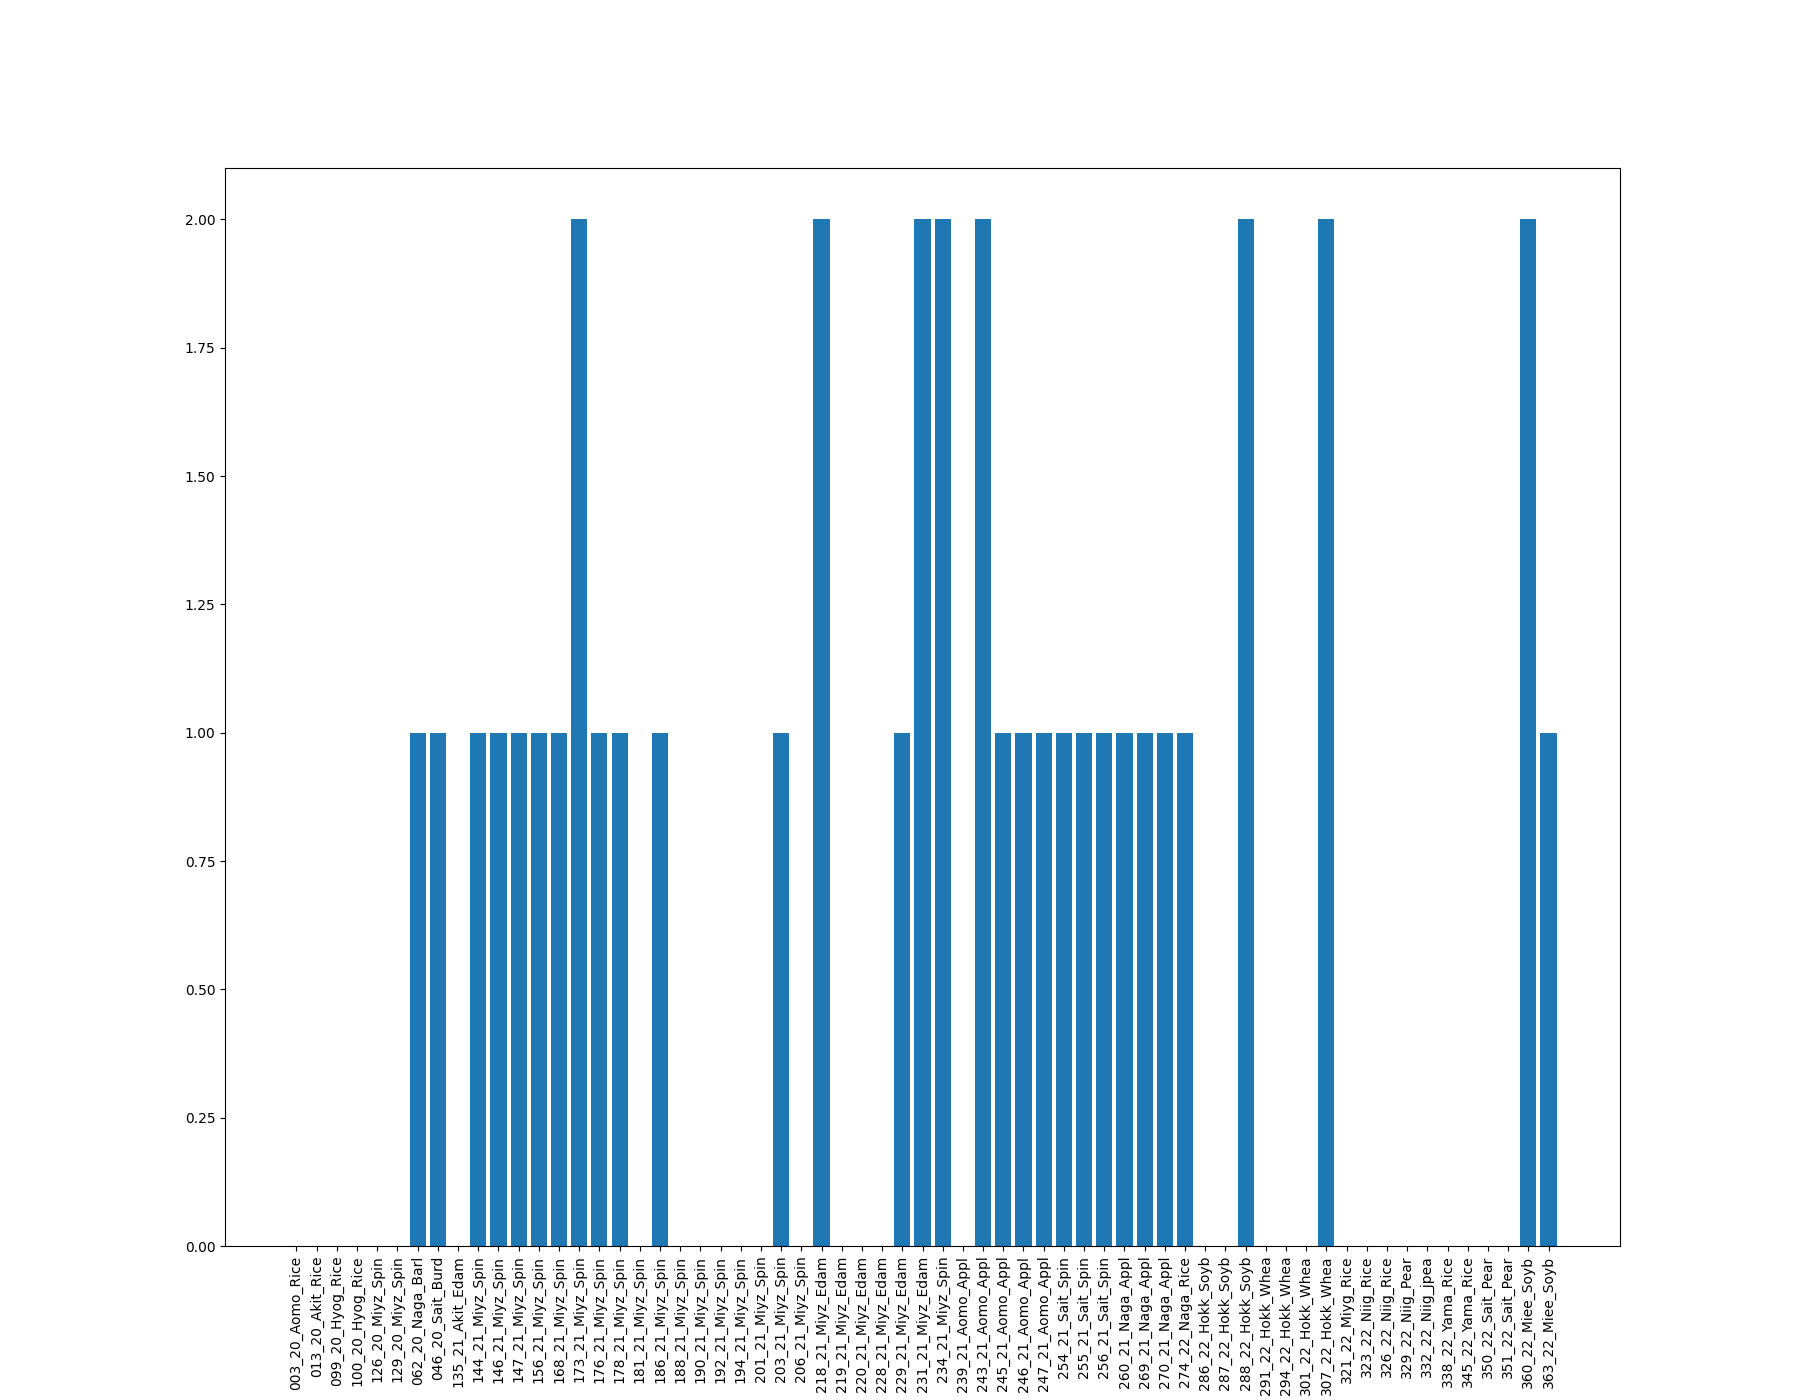 2.00
1.75
1.50
1.25
1.00
0.75
0.50
0.25
0.00
003_20_Aomo_Rice
013_20_Akit_Rice
099_20_Hyog_Rice
100_20_Hyog_Rice
126_20_Miyz_Spin
129_20_Miyz_Spin
062_20_Naga_Barl
046_20_Sait_Burd
135_21_Akit_Edam
144_21_Miyz_Spin
146_21_Miyz_Spin
147_21_Miyz_Spin
156_21_Miyz_Spin
168_21_Miyz_Spin
173_21_Miyz_Spin
176_21_Miyz_Spin
178_21_Miyz_Spin
181_21_Miyz_Spin
186_21_Miyz_Spin
188_21_Miyz_Spin
190_21_Miyz_Spin
192_21_Miyz_Spin
194_21_Miyz_Spin
201_21_Miyz_Spin
203_21_Miyz_Spin
206_21_Miyz_Spin
218_21_Miyz_Edam
219_21_Miyz_Edam
220_21_Miyz_Edam
228_21_Miyz_Edam
229_21_Miyz_Edam
231_21_Miyz_Edam
234_21_Miyz_Spin
239_21_Aomo_Appl
243_21_Aomo_Appl
245_21_Aomo_Appl
246_21_Aomo_Appl
247_21_Aomo_Appl
254_21_Sait_Spin
255_21_Sait_Spin
256_21_Sait_Spin
260_21_Naga_Appl
269_21_Naga_Appl
270_21_Naga_Appl
274_22_Naga_Rice
286_22_Hokk_Soyb
287_22_Hokk_Soyb
288_22_Hokk_Soyb
291_22_Hokk_Whea
294_22_Hokk_Whea
301_22_Hokk_Whea
307_22_Hokk_Whea
321_22_Miyg_Rice
323_22_Niig_Rice
326_22_Niig_Rice
329_22_Niig_Pear
332_22_Niig_jpea
338_22_Yama_Rice
345_22_Yama_Rice
350_22_Sait_Pear
351_22_Sait_Pear
360_22_Miee_Soyb
363_22_Miee_Soyb